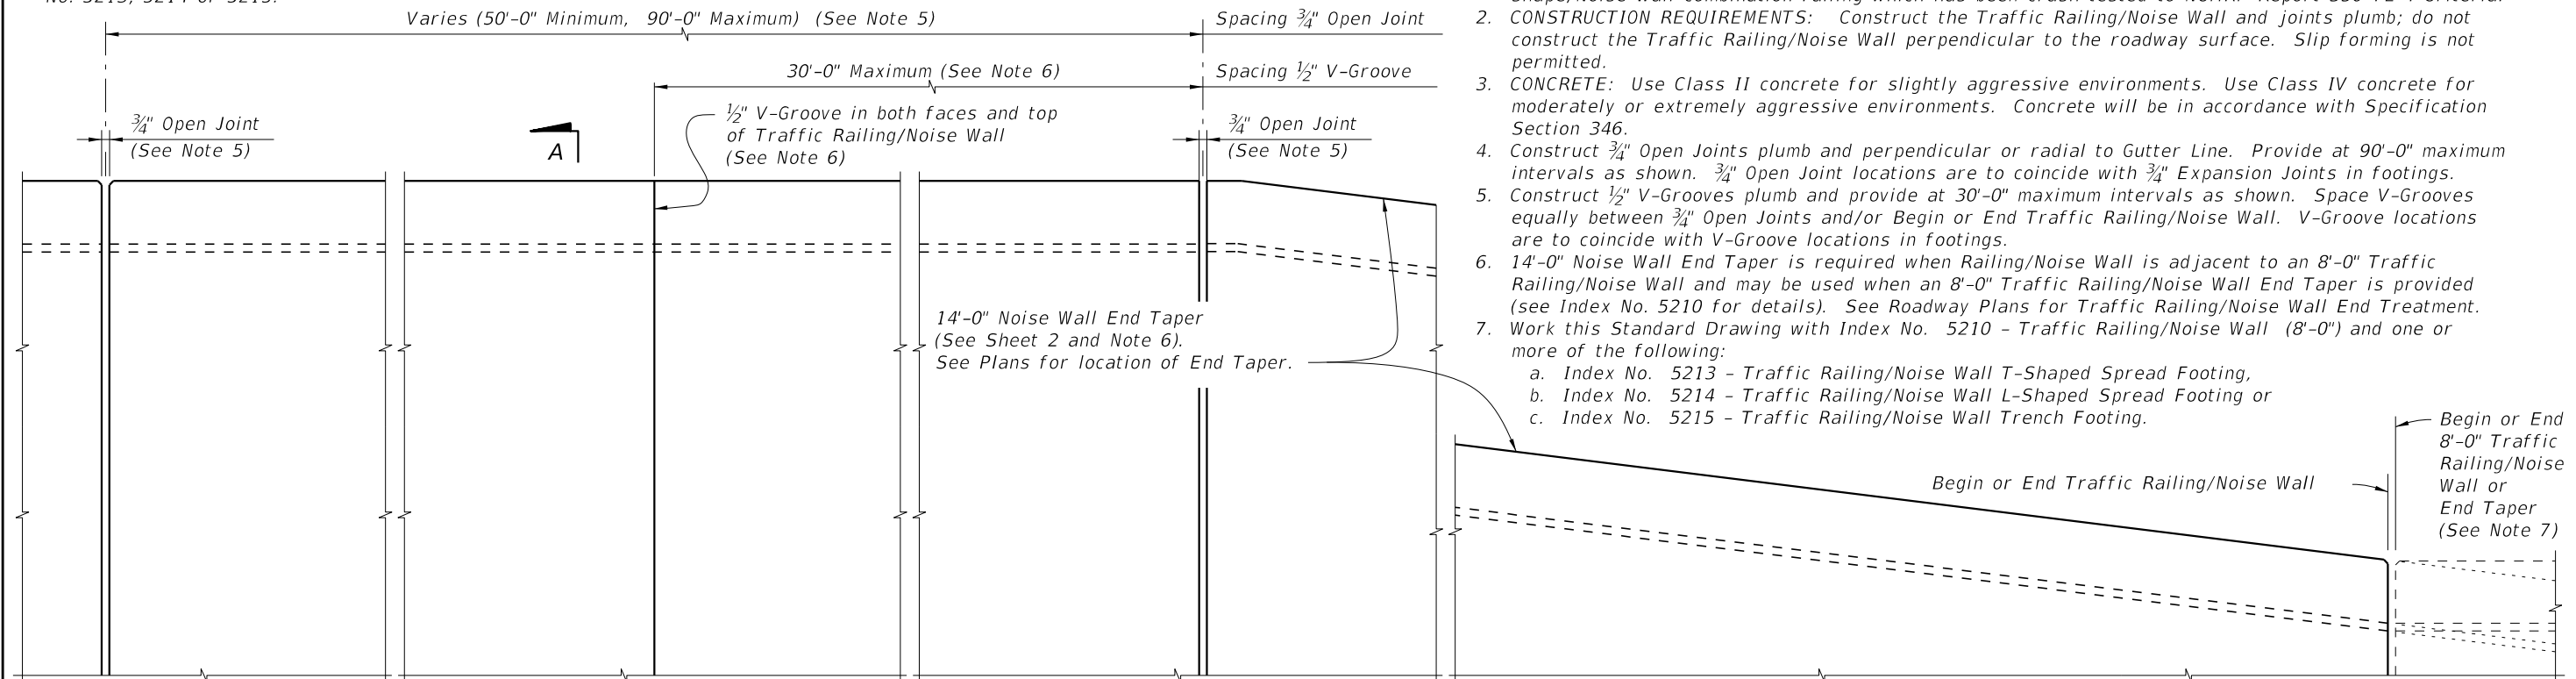 No. 5213, 5214 or 5215.
Varies (50'-0" Minimum, 90'-0" Maximum) (See Note 5)
Spacing ¾" Open Joint
30'-0" Maximum (See Note 6)
Spacing ½" V-Groove
¾" Open Joint
(See Note 5)
A
½" V-Groove in both faces and top
of Traffic Railing/Noise Wall
(See Note 6)
¾" Open Joint
(See Note 5)
14'-0" Noise Wall End Taper
(See Sheet 2 and Note 6).
See Plans for location of End Taper.
2. CONSTRUCTION REQUIREMENTS: Construct the Traffic Railing/Noise Wall and joints plumb; do not
construct the Traffic Railing/Noise Wall perpendicular to the roadway surface. Slip forming is not
permitted.
3. CONCRETE: Use Class II concrete for slightly aggressive environments. Use Class IV concrete for
moderately or extremely aggressive environments. Concrete will be in accordance with Specification
Section 346.
4. Construct ¾" Open Joints plumb and perpendicular or radial to Gutter Line. Provide at 90'-0" maximum
intervals as shown. ¾" Open Joint locations are to coincide with ¾" Expansion Joints in footings.
5. Construct ½" V-Grooves plumb and provide at 30'-0" maximum intervals as shown. Space V-Grooves
equally between ¾" Open Joints and/or Begin or End Traffic Railing/Noise Wall. V-Groove locations
are to coincide with V-Groove locations in footings.
6. 14'-0" Noise Wall End Taper is required when Railing/Noise Wall is adjacent to an 8'-0" Traffic
Railing/Noise Wall and may be used when an 8'-0" Traffic Railing/Noise Wall End Taper is provided
(see Index No. 5210 for details). See Roadway Plans for Traffic Railing/Noise Wall End Treatment.
7. Work this Standard Drawing with Index No. 5210 - Traffic Railing/Noise Wall (8'-0") and one or
more of the following:
a. Index No. 5213 - Traffic Railing/Noise Wall T-Shaped Spread Footing,
b. Index No. 5214 - Traffic Railing/Noise Wall L-Shaped Spread Footing or
c. Index No. 5215 - Traffic Railing/Noise Wall Trench Footing.
Begin or End Traffic Railing/Noise Wall
Begin or End
8'-0" Traffic
Railing/Noise
Wall or
End Taper
(See Note 7)